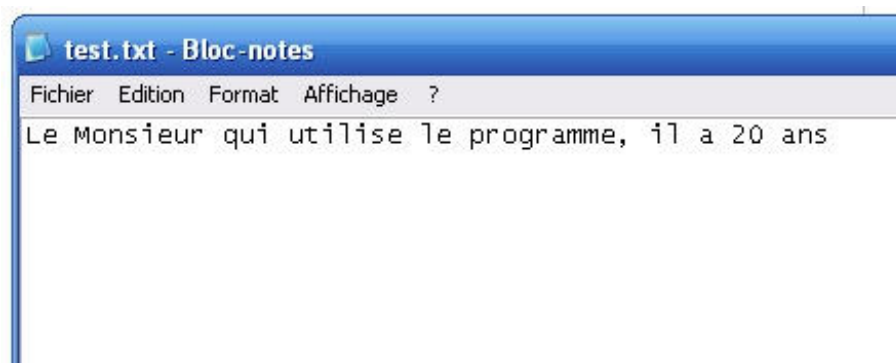 test.txt - Bloc-notes
Fichier Edition Format Affichage ?
Le Monsieur qui utilise le programme, il a 20 ans